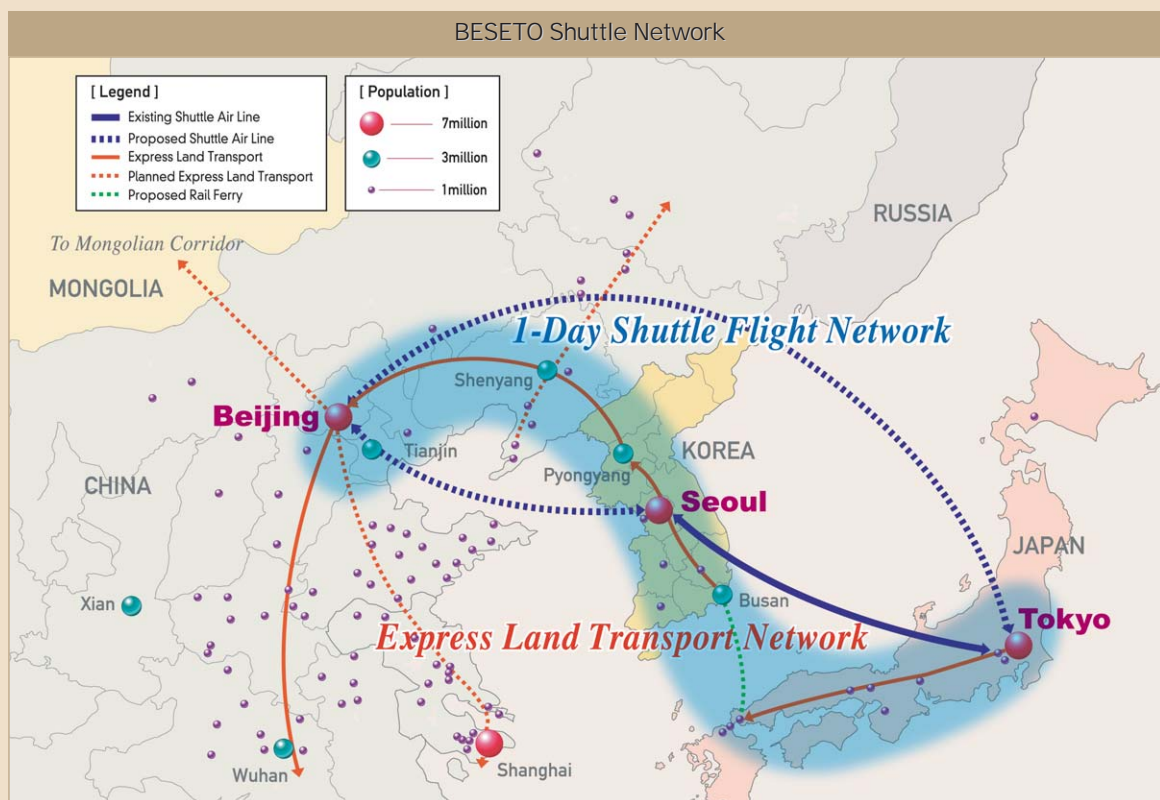 BESETO Shuttle Network
[ Legend ]
Existing Shuttle Air Line
Proposed Shuttle Air Line
Express Land Transport
Planned Express Land Transport
Proposed Rail Ferry
[ Population ]
7million
3million
1million
RUSSIA
To Mongolian Corridor
MONGOLIA
1-Day Shuttle Flight Network
Shenyang
Beijing
Tianjin
KOREA
Pyongyang
CHINA
Seoul
JAPAN
Xian
Busan
Tokyo
Express Land Transport Network
Wuhan
Shanghai